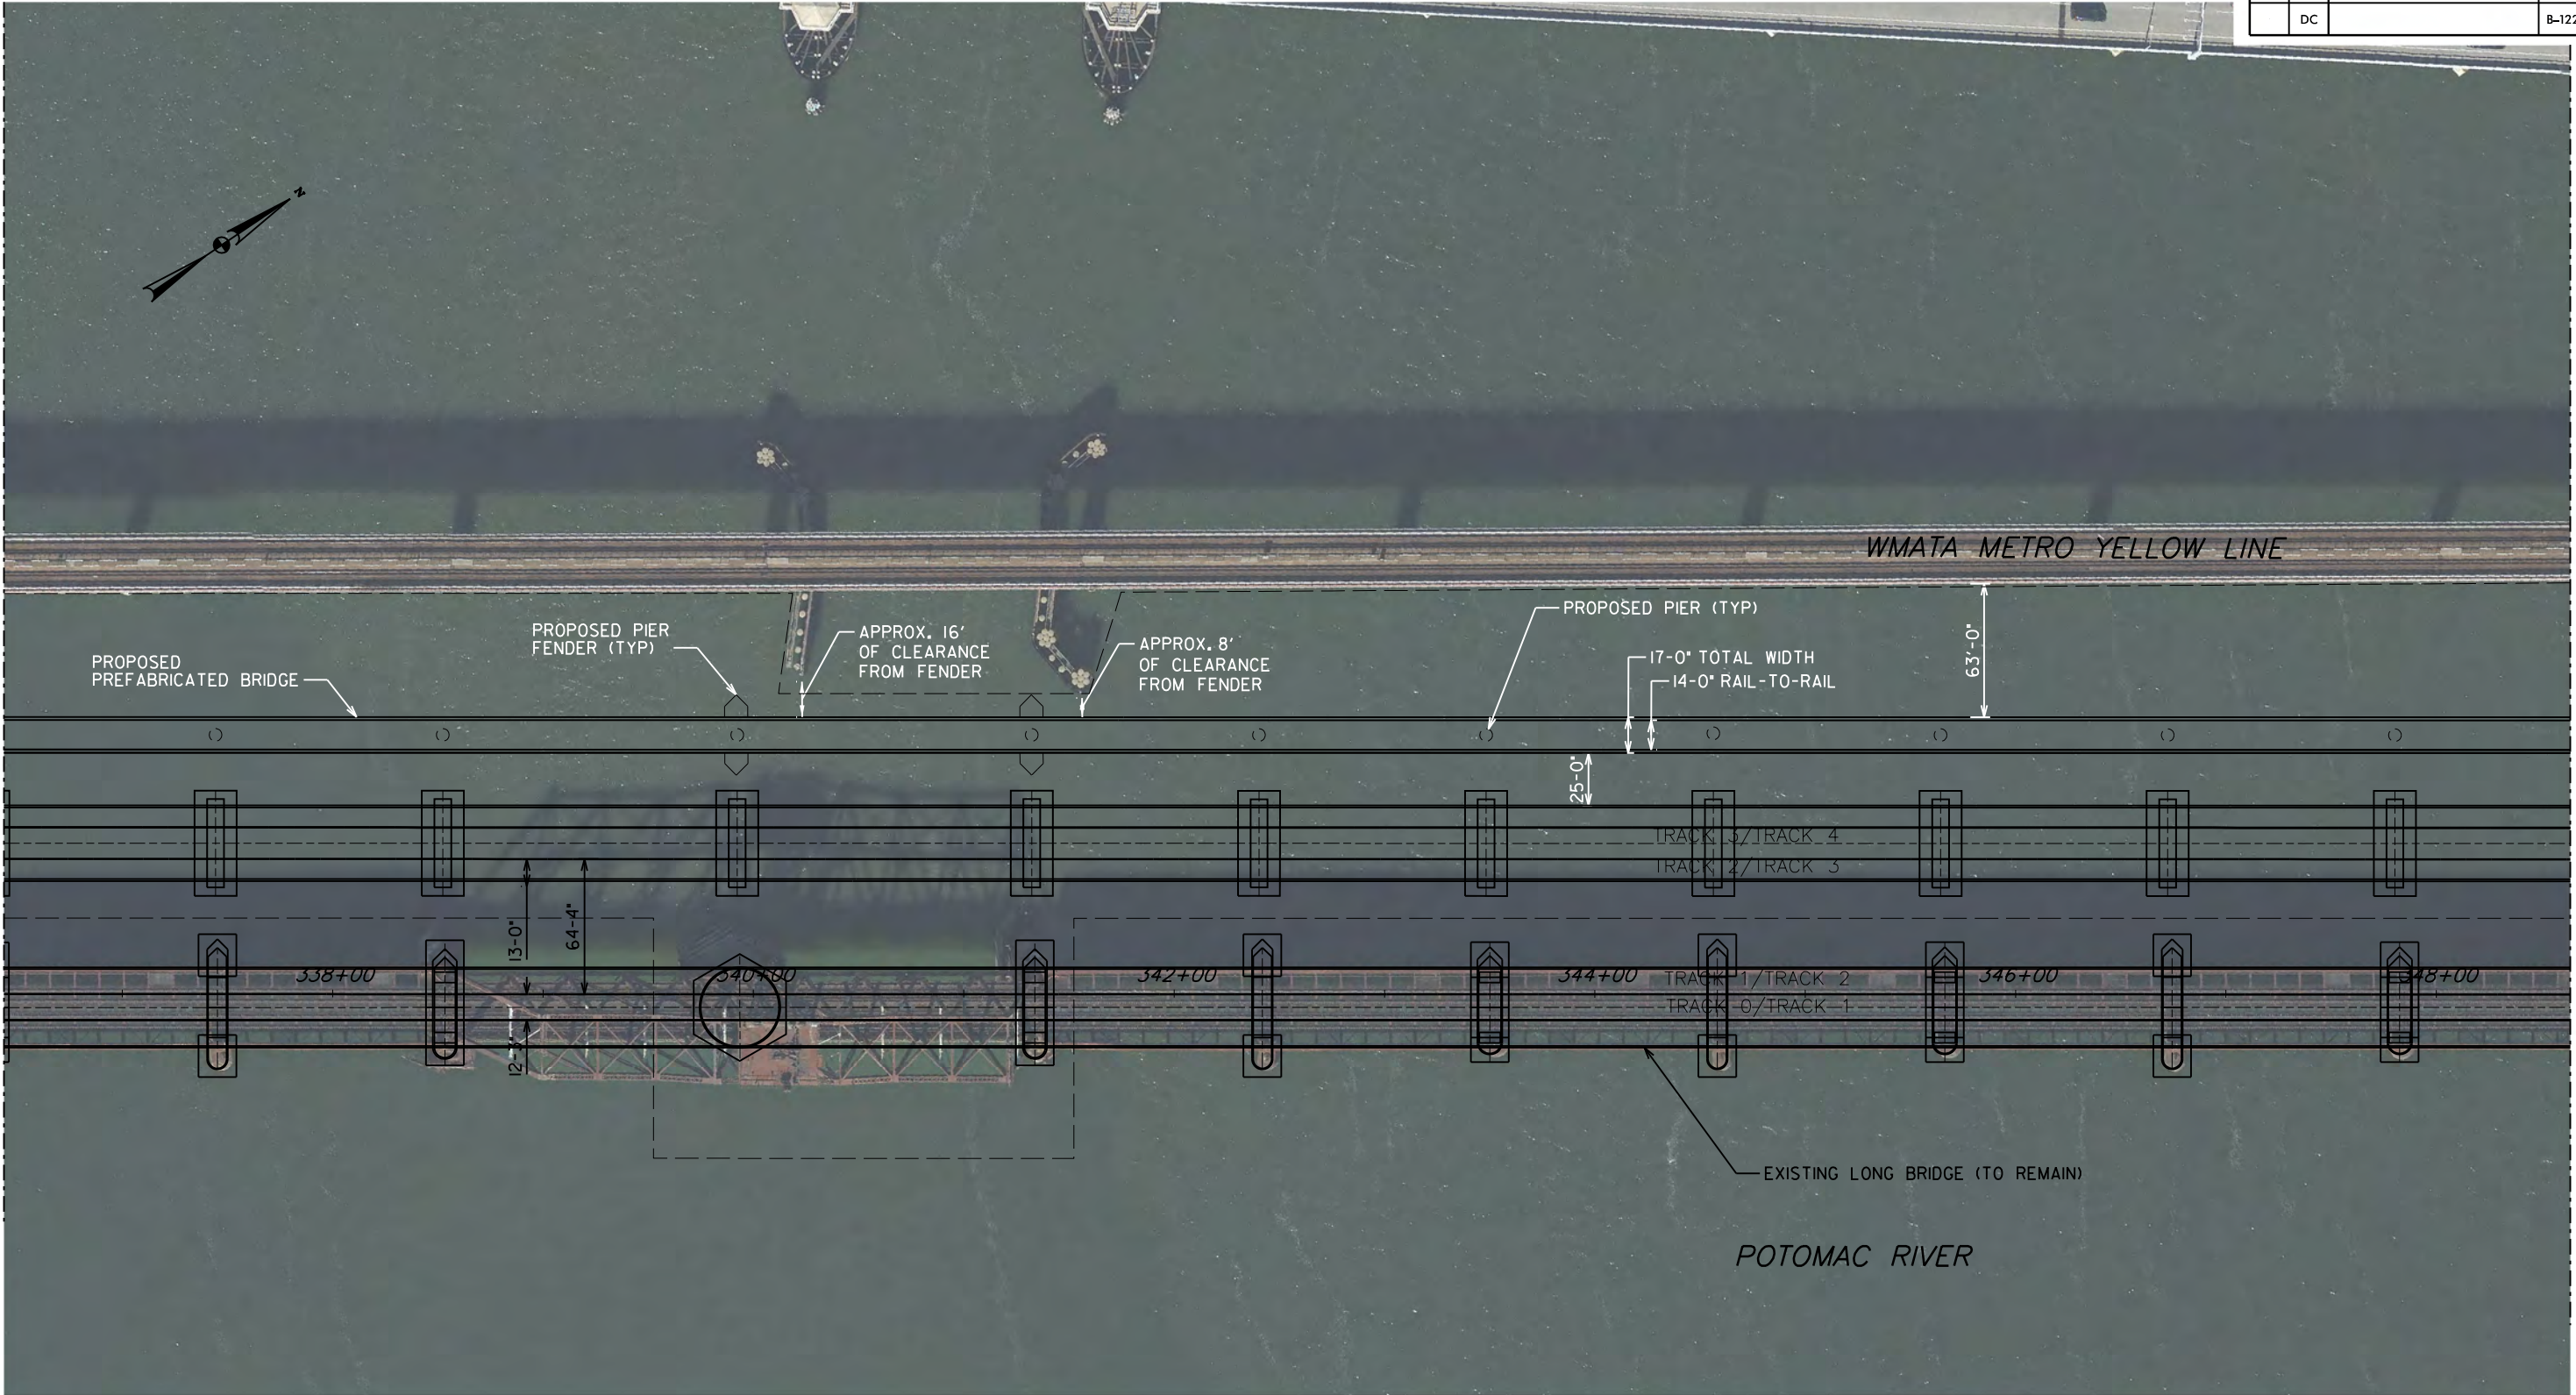 DC
B-122
N
WMATA METRO YELLOW LINE
PROPOSED PIER (TYP)
PROPOSED PIER
FENDER (TYP)
APPROX. 16'
OF CLEARANCE
FROM FENDER
APPROX. 8'
OF CLEARANCE
FROM FENDER
17-0" TOTAL WIDTH
14-0" RAIL-TO-RAIL
63'-0"
PROPOSED
PREFABRICATED BRIDGE
25-0"
TRACK 3/TRACK 4
TRACK 2/TRACK 3
13-0"
64-4"
338+00
340+00
342+00
344+00
TRACK 1/TRACK 2
346+00
348+00
TRACK 0/TRACK 1
EXISTING LONG BRIDGE (TO REMAIN)
POTOMAC RIVER